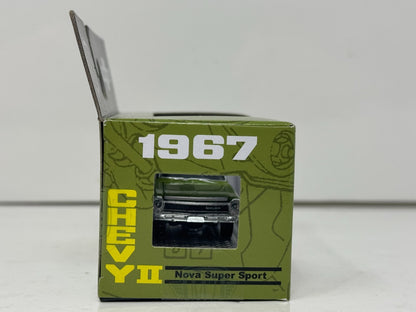 1967
CHEVY II
Nova Super Sport